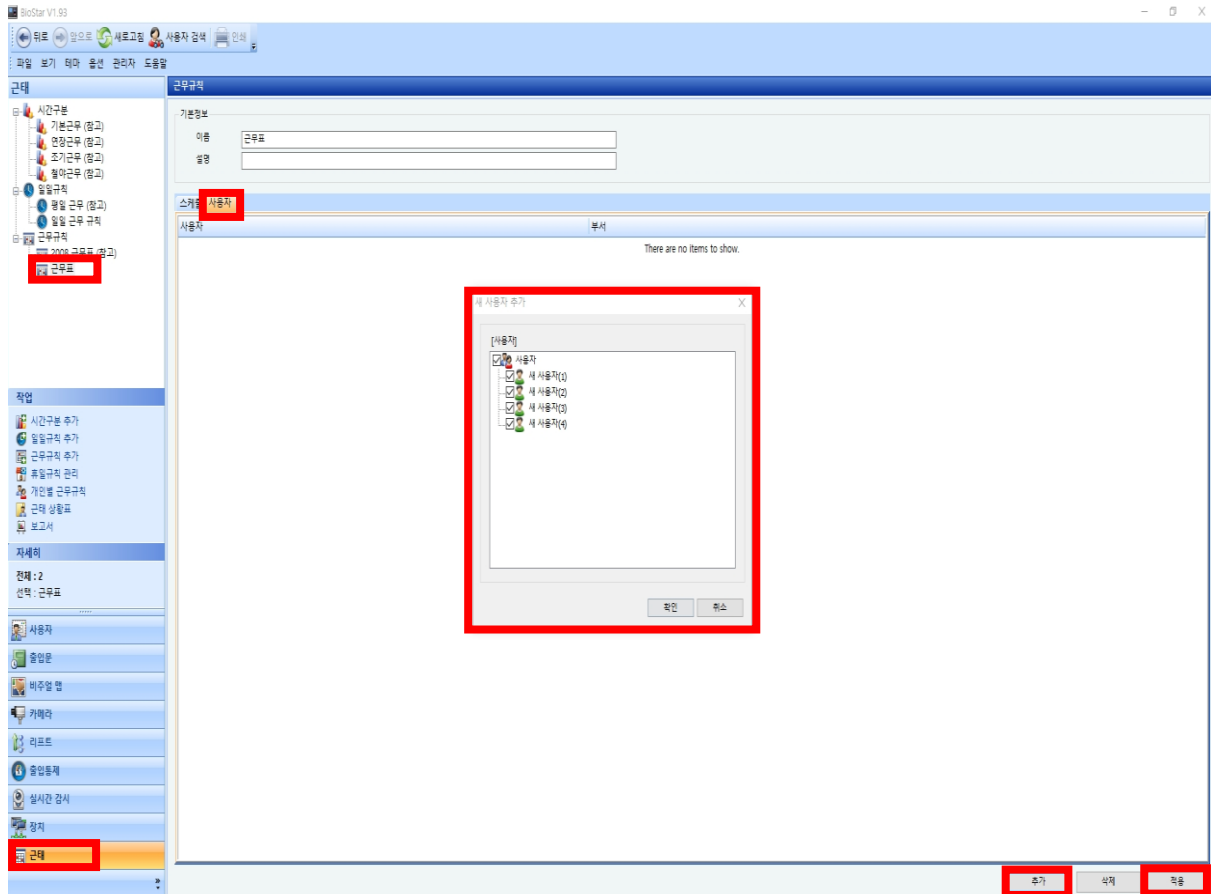 BioStar V1.93
뒤로 앞으로 새로고침 사용자 검색 인쇄
파일 보기 테마 옵션 관리자 도움말
근태
시간구분
기본근무 (참고)
연장근무 (참고)
조기근무 (참고)
철야근무 (참고)
일일규칙
평일 근무 (참고)
일일 근무 규칙
근무규칙
2008 근무표 (참고)
근무표
작업
시간구분 추가
일일규칙 추가
근무규칙 추가
휴일규칙 관리
개인별 근무규칙
근태 상황표
보고서
자세히
전체 : 2
선택 : 근무표
사용자
출입문
비주얼 맵
카메라
리프트
출입통제
실시간 감시
장치
근태
근무규칙
기본정보
이름 근무표
설명
사용자
사용자 부서
There are no items to show.
새 사용자 추가 X
[사용자]
사용자
새 사용자(1)
새 사용자(2)
새 사용자(3)
새 사용자(4)
확인 취소
추가 삭제 적용